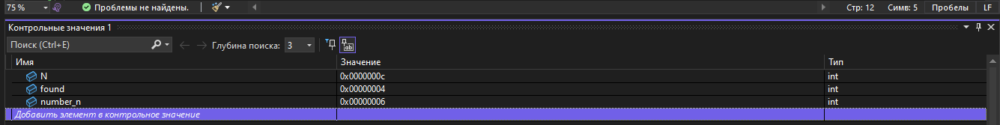 75 % Проблемы не найдены. Стр: 12 Симв: 5 Пробелы LF
Контрольные значения 1
Поиск (Ctrl+E) Глубина поиска: 3
Имя Значение Тип
N 0x0000000c int
found 0x00000004 int
number_n 0x00000006 int
Добавить элемент в контрольное значение